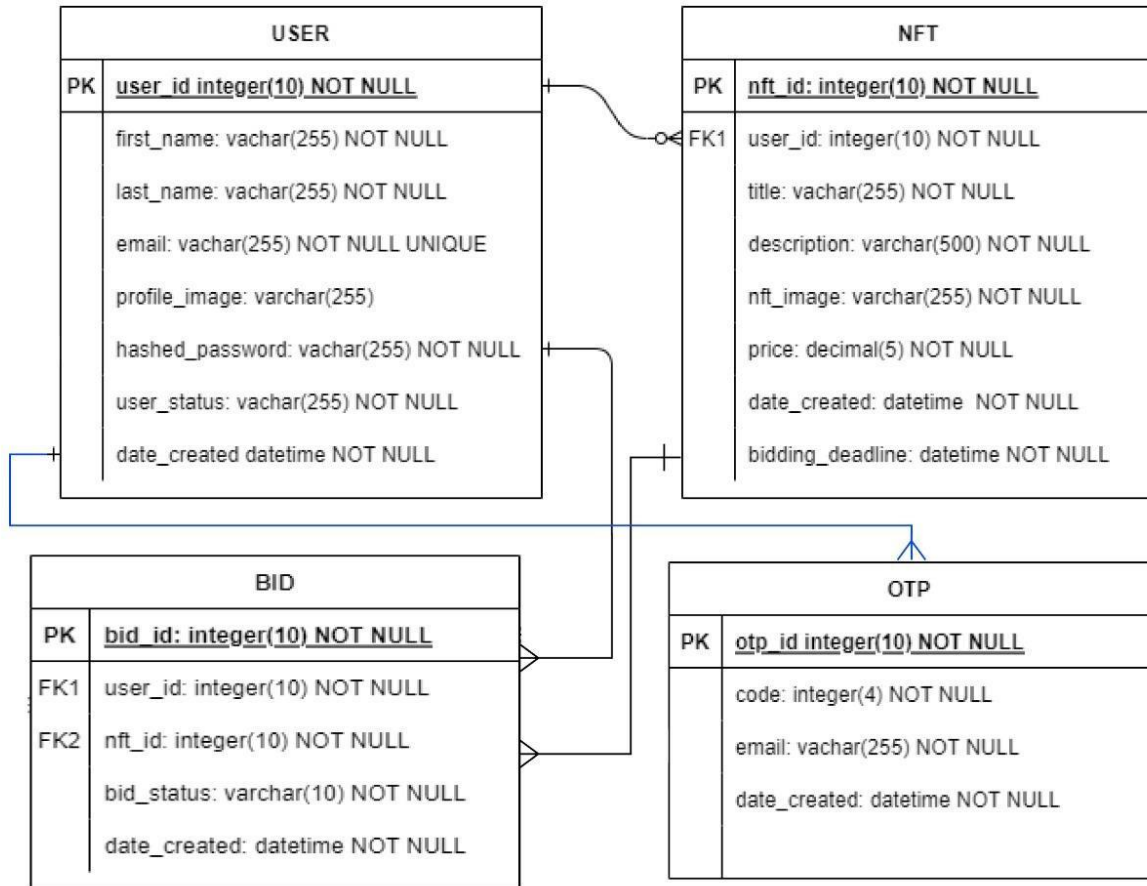 USER
PK user_id integer(10) NOT NULL
first_name: vachar(255) NOT NULL
last_name: vachar(255) NOT NULL
email: vachar(255) NOT NULL UNIQUE
profile_image: varchar(255)
hashed_password: vachar(255) NOT NULL
user_status: vachar(255) NOT NULL
date_created datetime NOT NULL
NFT
PK nft_id: integer(10) NOT NULL
FK1 user_id: integer(10) NOT NULL
title: vachar(255) NOT NULL
description: varchar(500) NOT NULL
nft_image: varchar(255) NOT NULL
price: decimal(5) NOT NULL
date_created: datetime NOT NULL
bidding_deadline: datetime NOT NULL
BID
PK bid_id: integer(10) NOT NULL
FK1 user_id: integer(10) NOT NULL
FK2 nft_id: integer(10) NOT NULL
bid_status: varchar(10) NOT NULL
date_created: datetime NOT NULL
OTP
PK otp_id integer(10) NOT NULL
code: integer(4) NOT NULL
email: vachar(255) NOT NULL
date_created: datetime NOT NULL